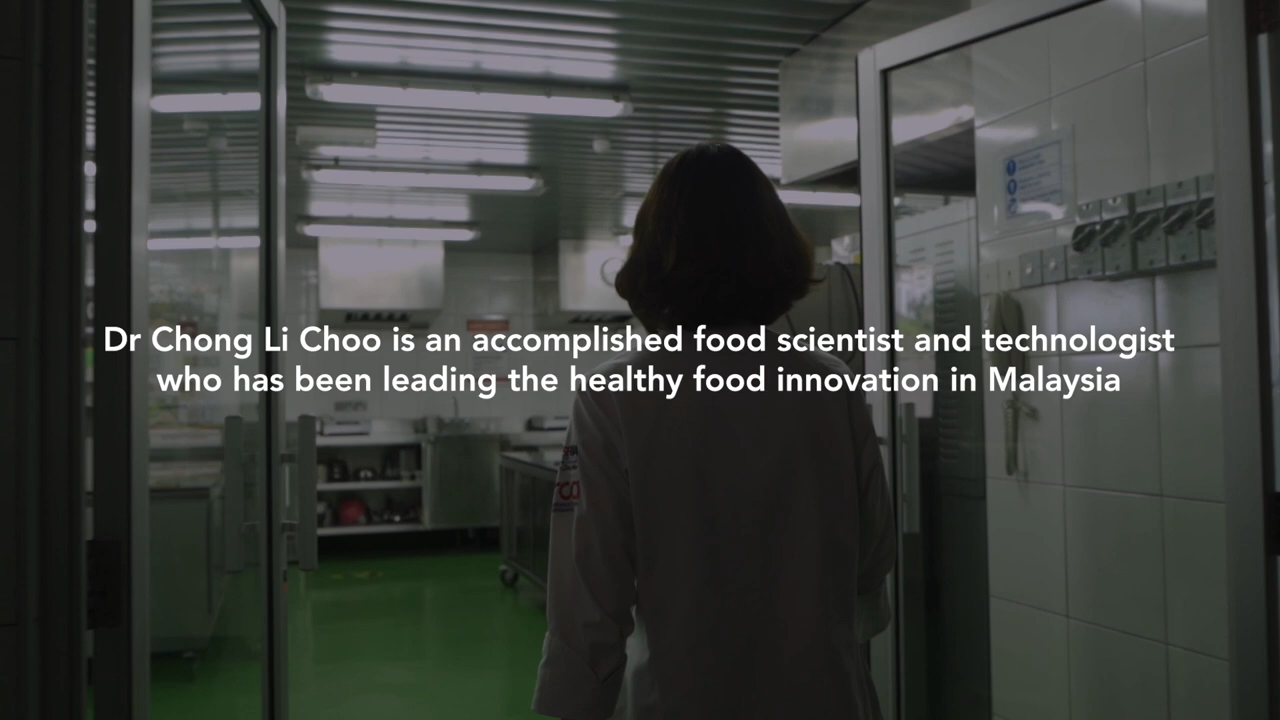 Dr Chong Li Choo is an accomplished food scientist and technologist
who has been leading the healthy food innovation in Malaysia